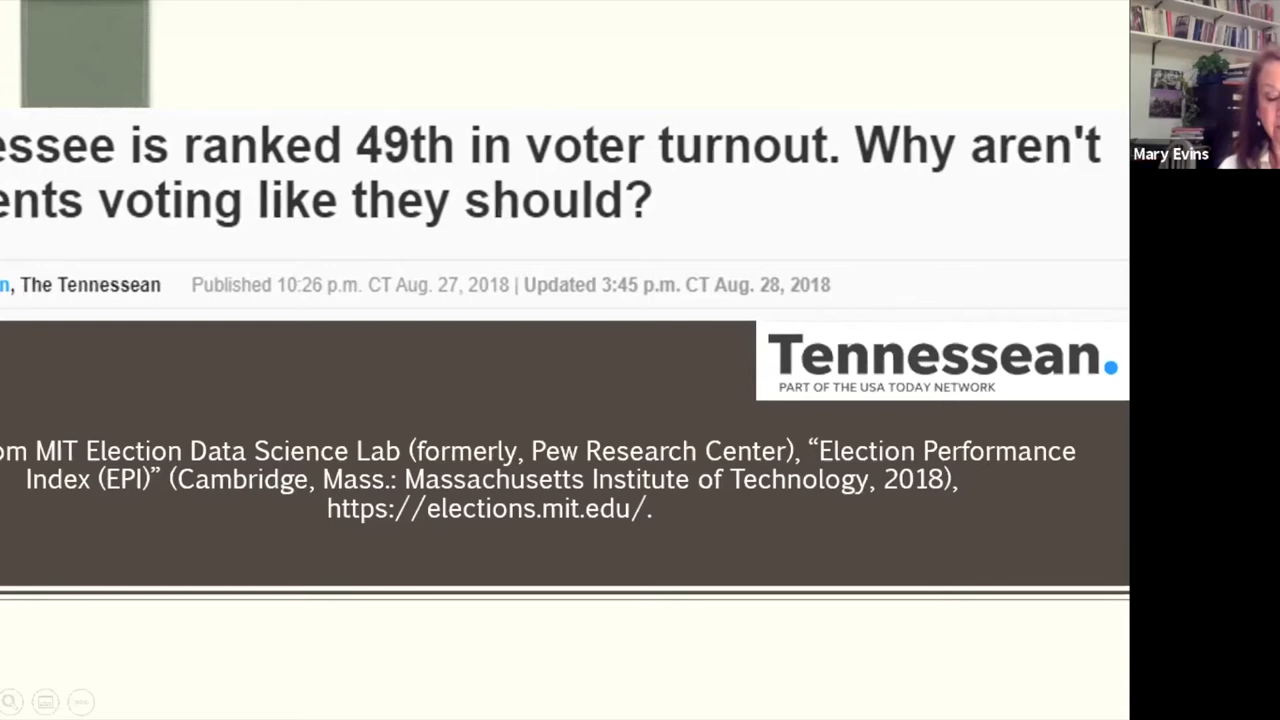 essee is ranked 49th in voter turnout. Why aren't
ents voting like they should?
n, The Tennessean Published 10:26 p.m. CT Aug. 27, 2018 | Updated 3:45 p.m. CT Aug. 28, 2018
Tennessean.
PART OF THE USA TODAY NETWORK
om MIT Election Data Science Lab (formerly, Pew Research Center), “Election Performance
Index (EPI)” (Cambridge, Mass.: Massachusetts Institute of Technology, 2018),
https://elections.mit.edu/.
Mary Evins